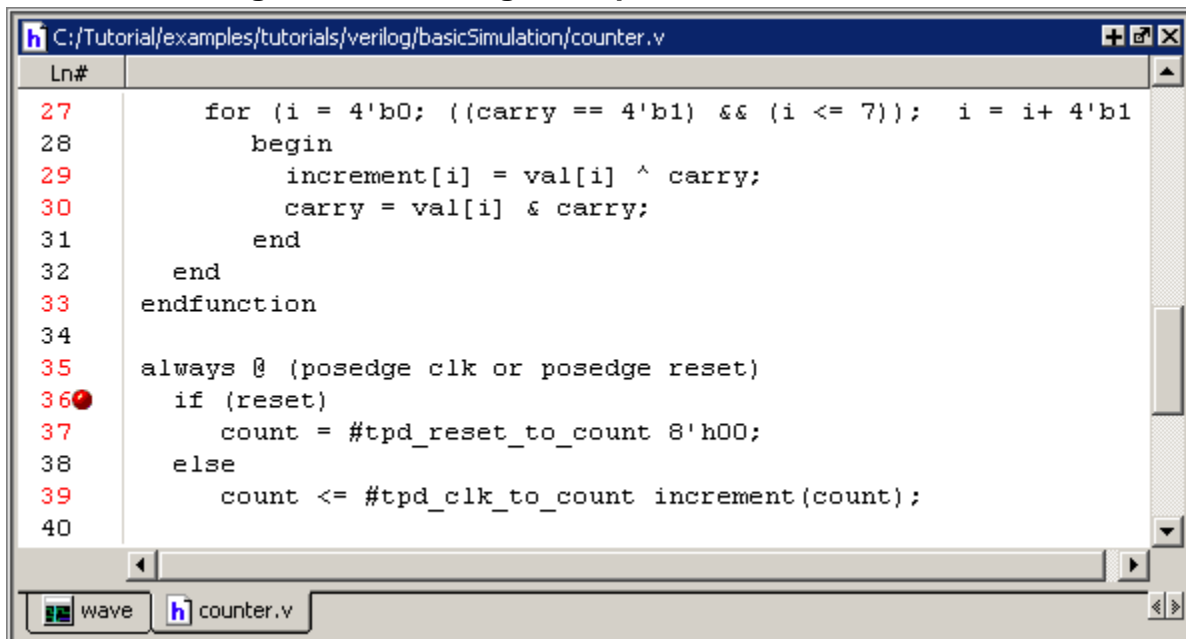 C:/Tutorial/examples/tutorials/verilog/basicSimulation/counter.v
Ln#
27 for (i = 4'b0; ((carry == 4'b1) && (i <= 7));  i = i+ 4'b1
28 begin
29 increment[i] = val[i] ^ carry;
30 carry = val[i] & carry;
31 end
32 end
33 endfunction
34
35 always @ (posedge clk or posedge reset)
36 if (reset)
37 count = #tpd_reset_to_count 8'h00;
38 else
39 count <= #tpd_clk_to_count increment(count);
40
wave h counter.v